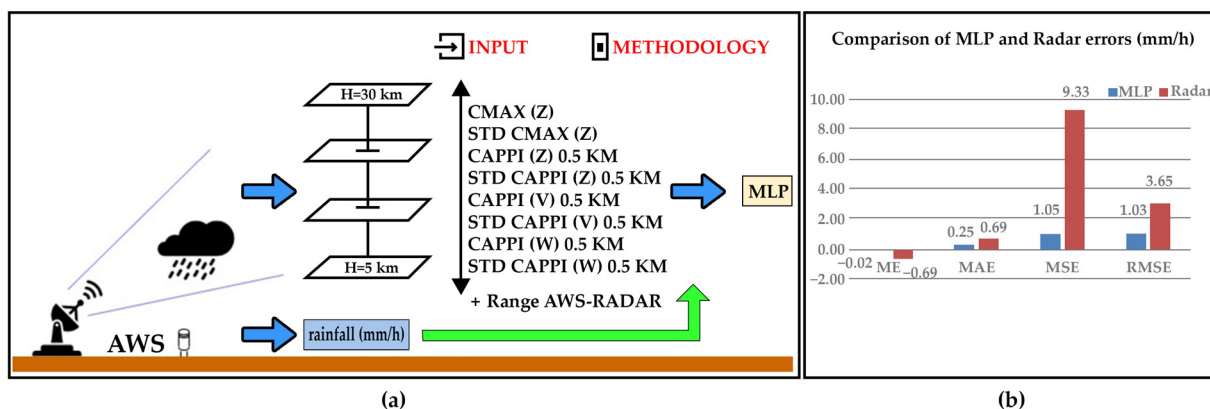 INPUT
METHODOLOGY
H=30 km
H=5 km
CMAX (Z)
STD CMAX (Z)
CAPPI (Z) 0.5 KM
STD CAPPI (Z) 0.5 KM
CAPPI (V) 0.5 KM
STD CAPPI (V) 0.5 KM
CAPPI (W) 0.5 KM
STD CAPPI (W) 0.5 KM
+ Range AWS-RADAR
MLP
AWS
rainfall (mm/h)
(a)
Comparison of MLP and Radar errors (mm/h)
MLP
Radar
10.00
8.00
6.00
4.00
2.00
0.00
−2.00
−0.02
−0.69
0.25
0.69
1.05
9.33
1.03
3.65
ME
MAE
MSE
RMSE
(b)